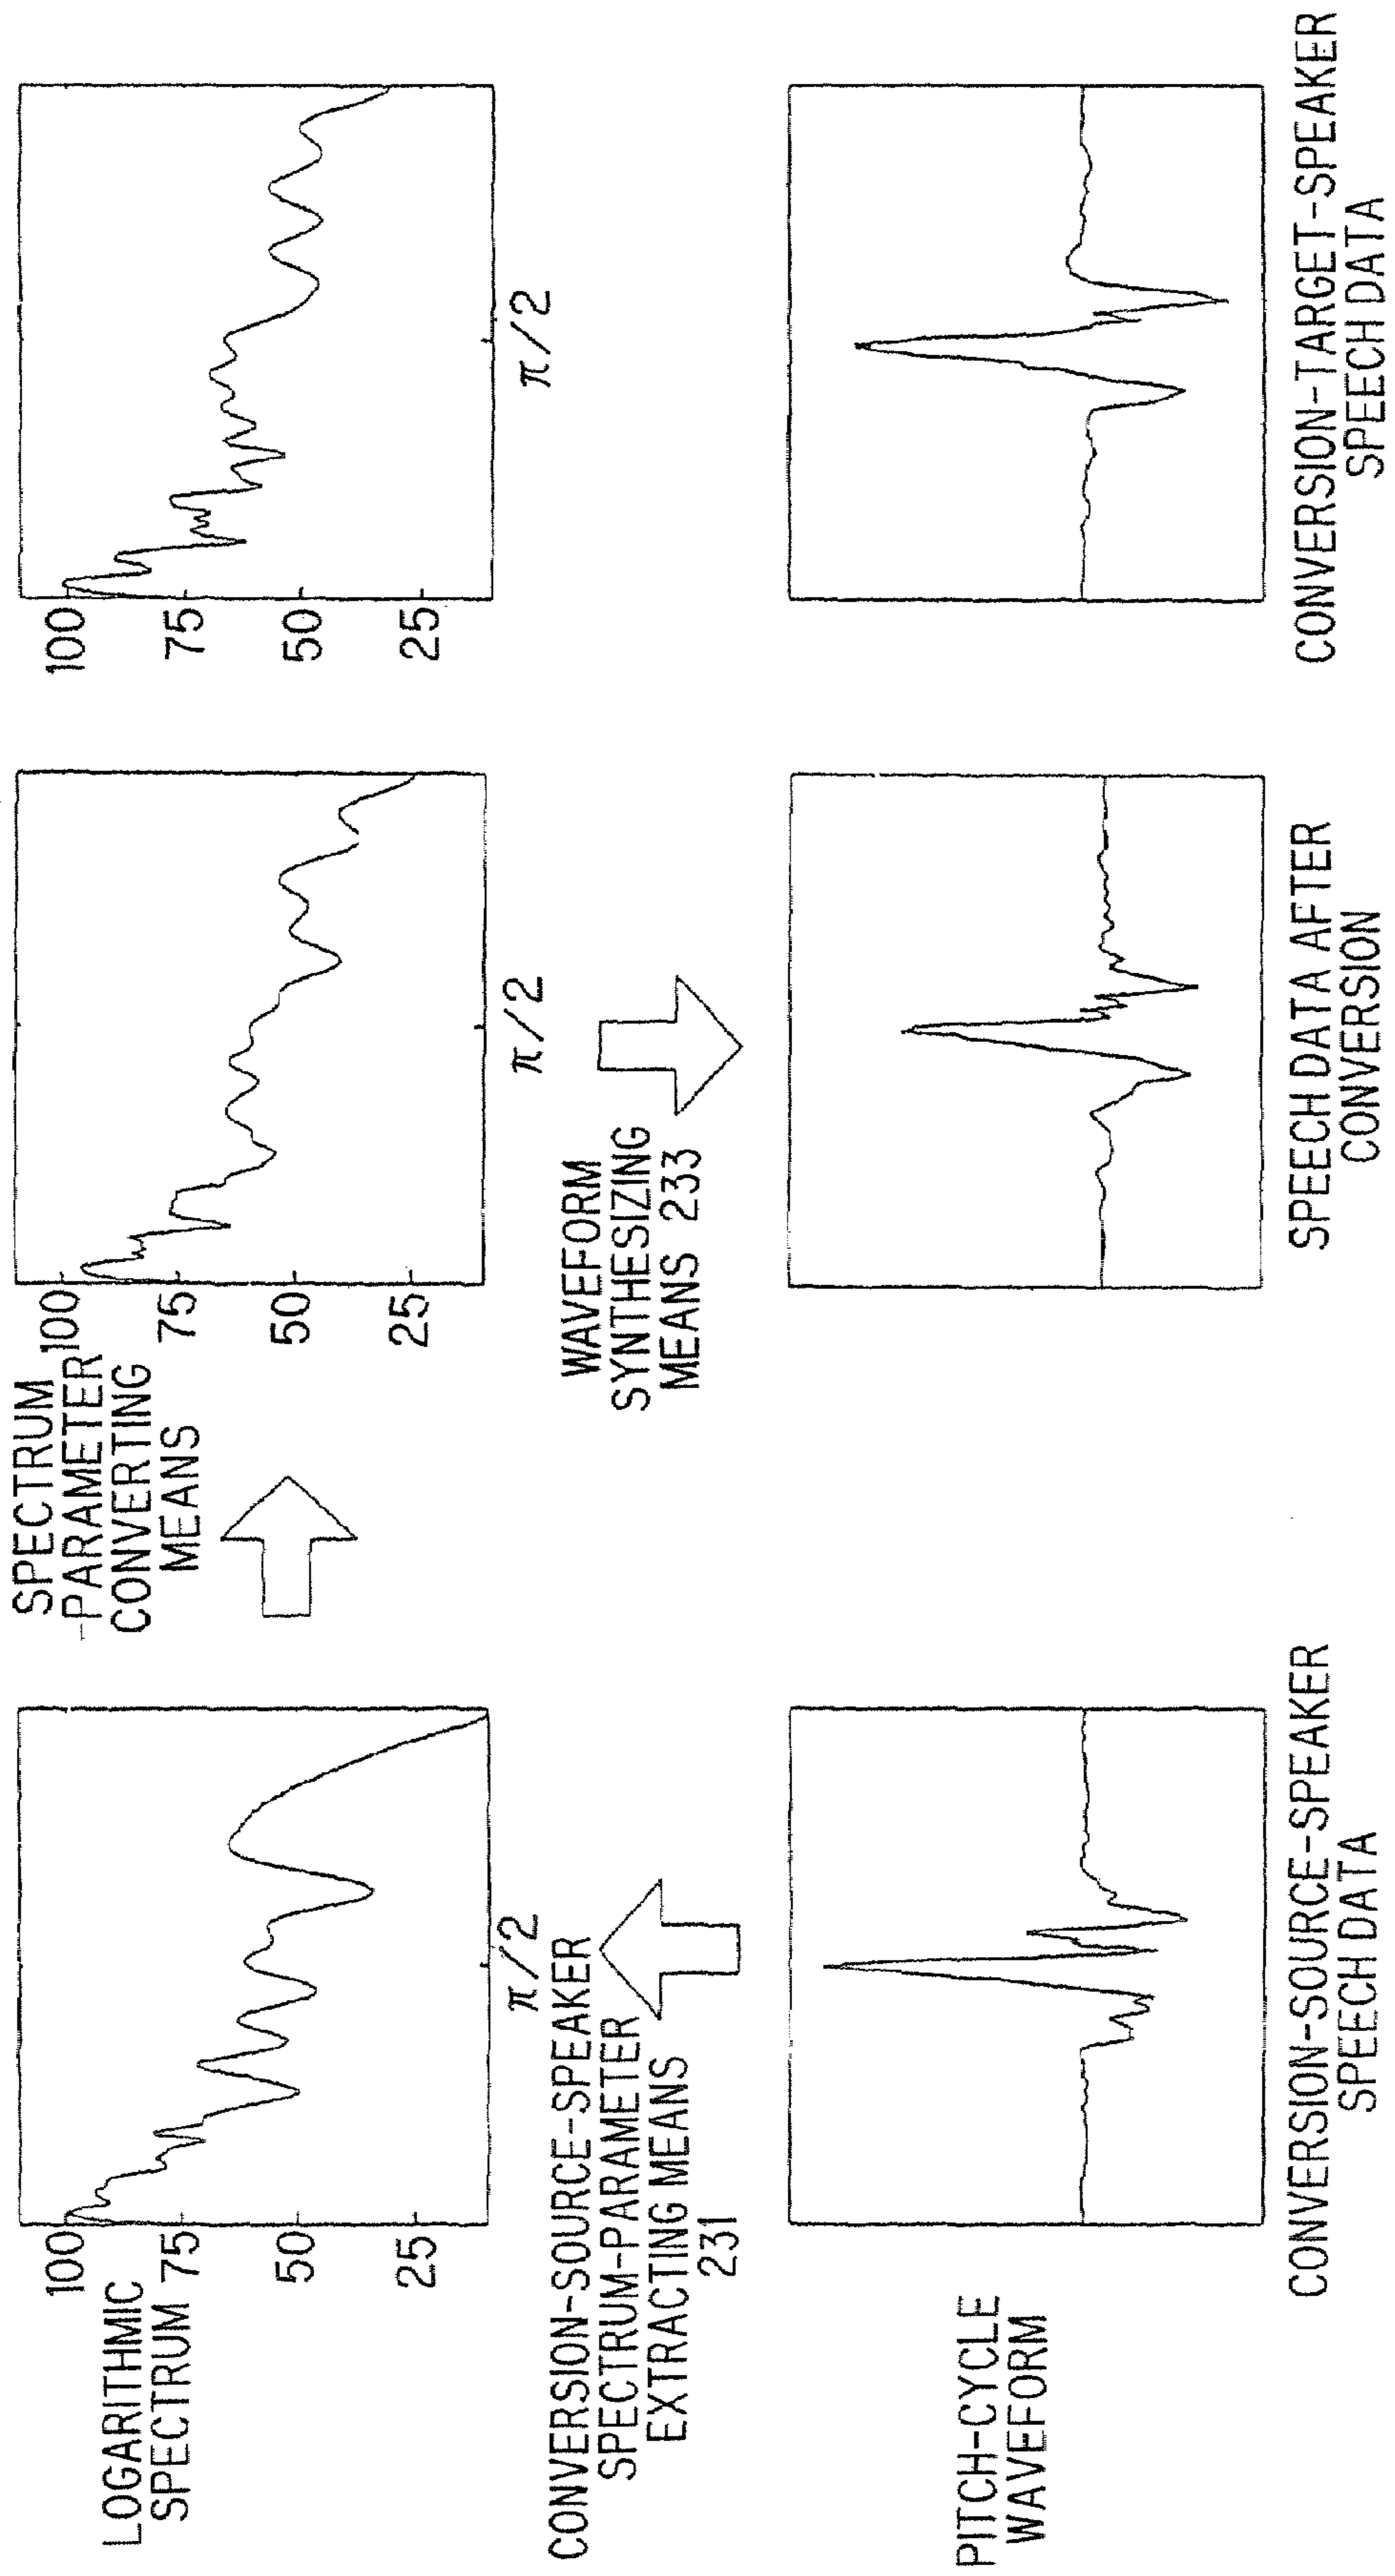 LOGARITHMIC
SPECTRUM
100
75
50
25
π/2
SPECTRUM
PARAMETER
CONVERTING
MEANS
100
75
50
25
π/2
100
75
50
25
π/2
CONVERSION-SOURCE-SPEAKER
SPECTRUM-PARAMETER
EXTRACTING MEANS
231
WAVEFORM
SYNTHESIZING
MEANS 233
PITCH-CYCLE
WAVEFORM
CONVERSION-SOURCE-SPEAKER
SPEECH DATA
SPEECH DATA AFTER
CONVERSION
CONVERSION-TARGET-SPEAKER
SPEECH DATA